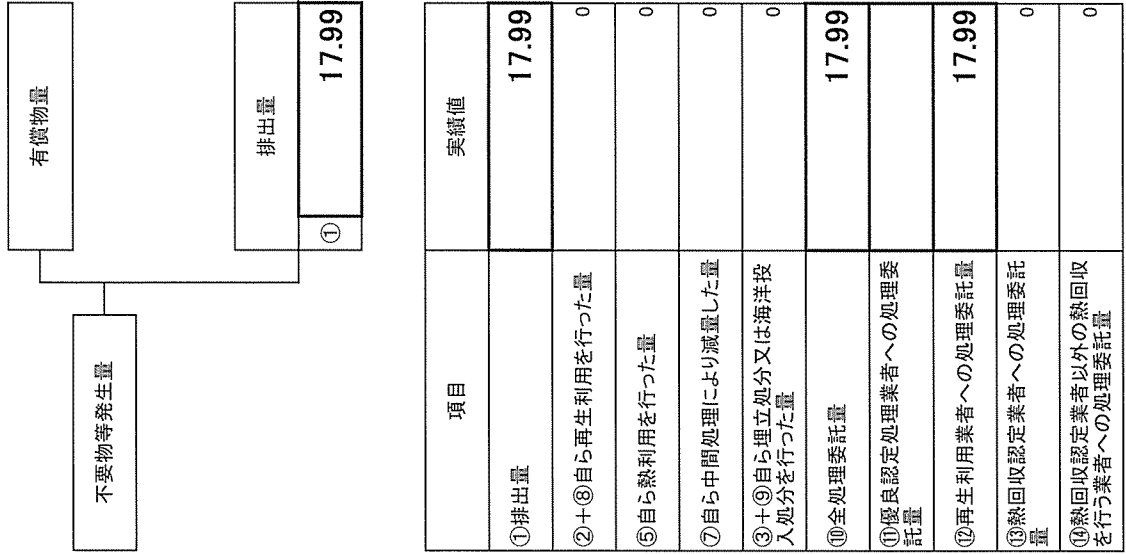 不要物等発生量
有償物量
排出量
① 17.99
項目 実績値
①排出量 17.99
②+⑧自ら再生利用を行った量 0
⑤自ら熱利用を行った量 0
⑦自ら中間処理により減量した量 0
③+⑨自ら埋立処分又は海洋投
入処分を行った量 0
⑩全処理委託量 17.99
⑪優良認定処理業者への処理委
託量
⑫再生利用業者への処理委託量 17.99
⑬熱回収認定業者への処理委託
量 0
⑭熱回収認定業者以外の熱回収
を行う業者への処理委託量 0